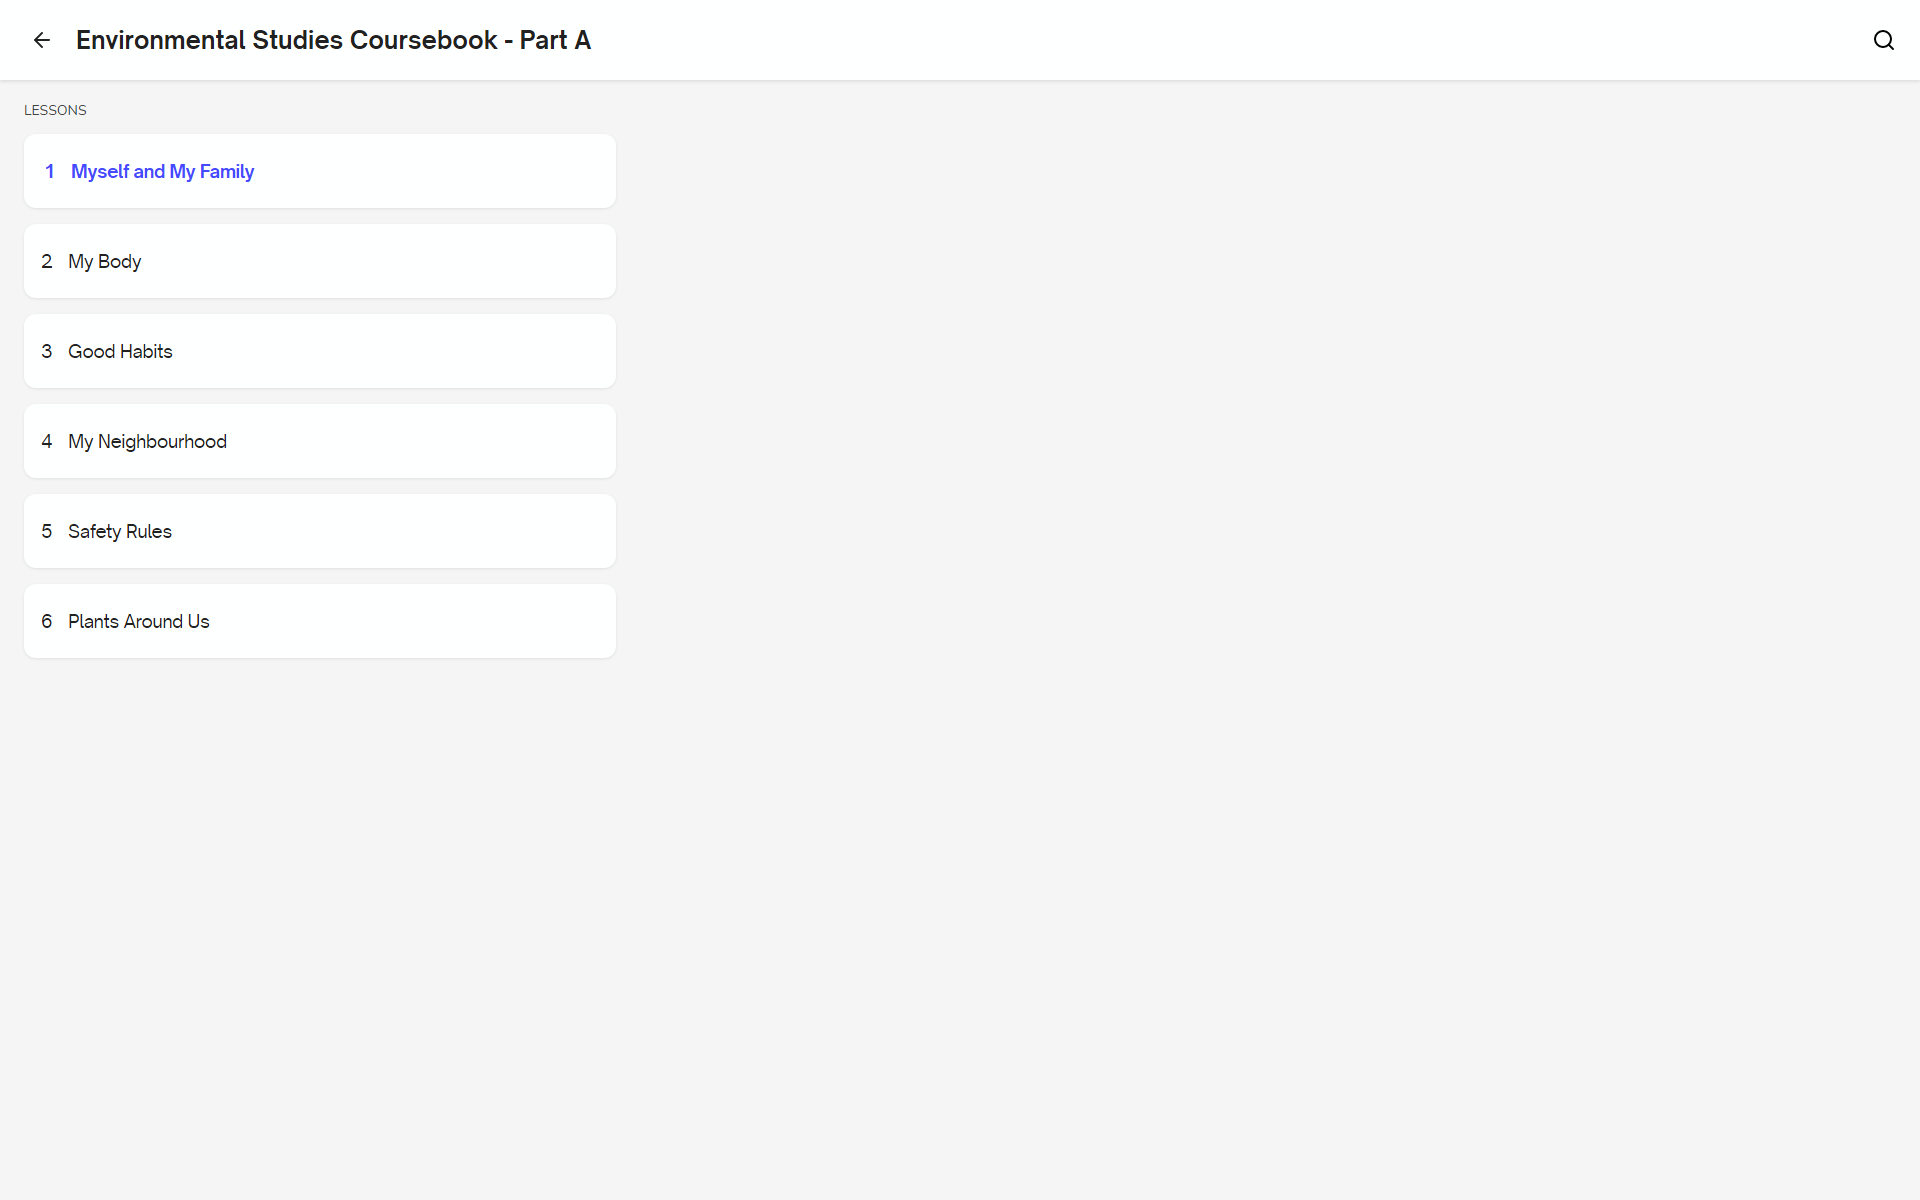 Environmental Studies Coursebook - Part A
LESSONS
1 Myself and My Family
2 My Body
3 Good Habits
4 My Neighbourhood
5 Safety Rules
6 Plants Around Us